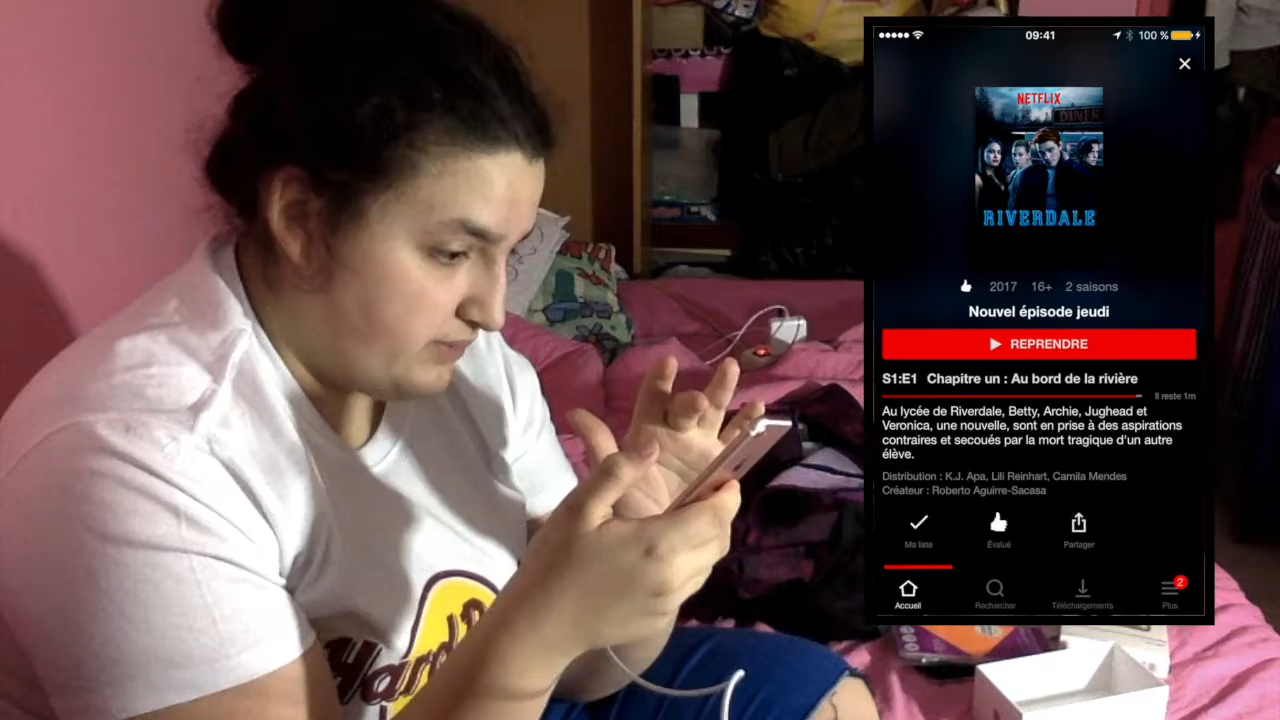 09:41
100 %
NETFLIX
DINER
RIVERDALE
2017 16+ 2 saisons
Nouvel épisode jeudi
REPRENDRE
S1:E1 Chapitre un : Au bord de la rivière
Il reste 1m
Au lycée de Riverdale, Betty, Archie, Jughead et
Veronica, une nouvelle, sont en prise à des aspirations
contraires et secoués par la mort tragique d'un autre
élève.
Distribution : K.J. Apa, Lili Reinhart, Camila Mendes
Créateur : Roberto Aguirre-Sacasa
Ma liste Évalué Partager
2
Accueil Rechercher Téléchargements Plus
Hard